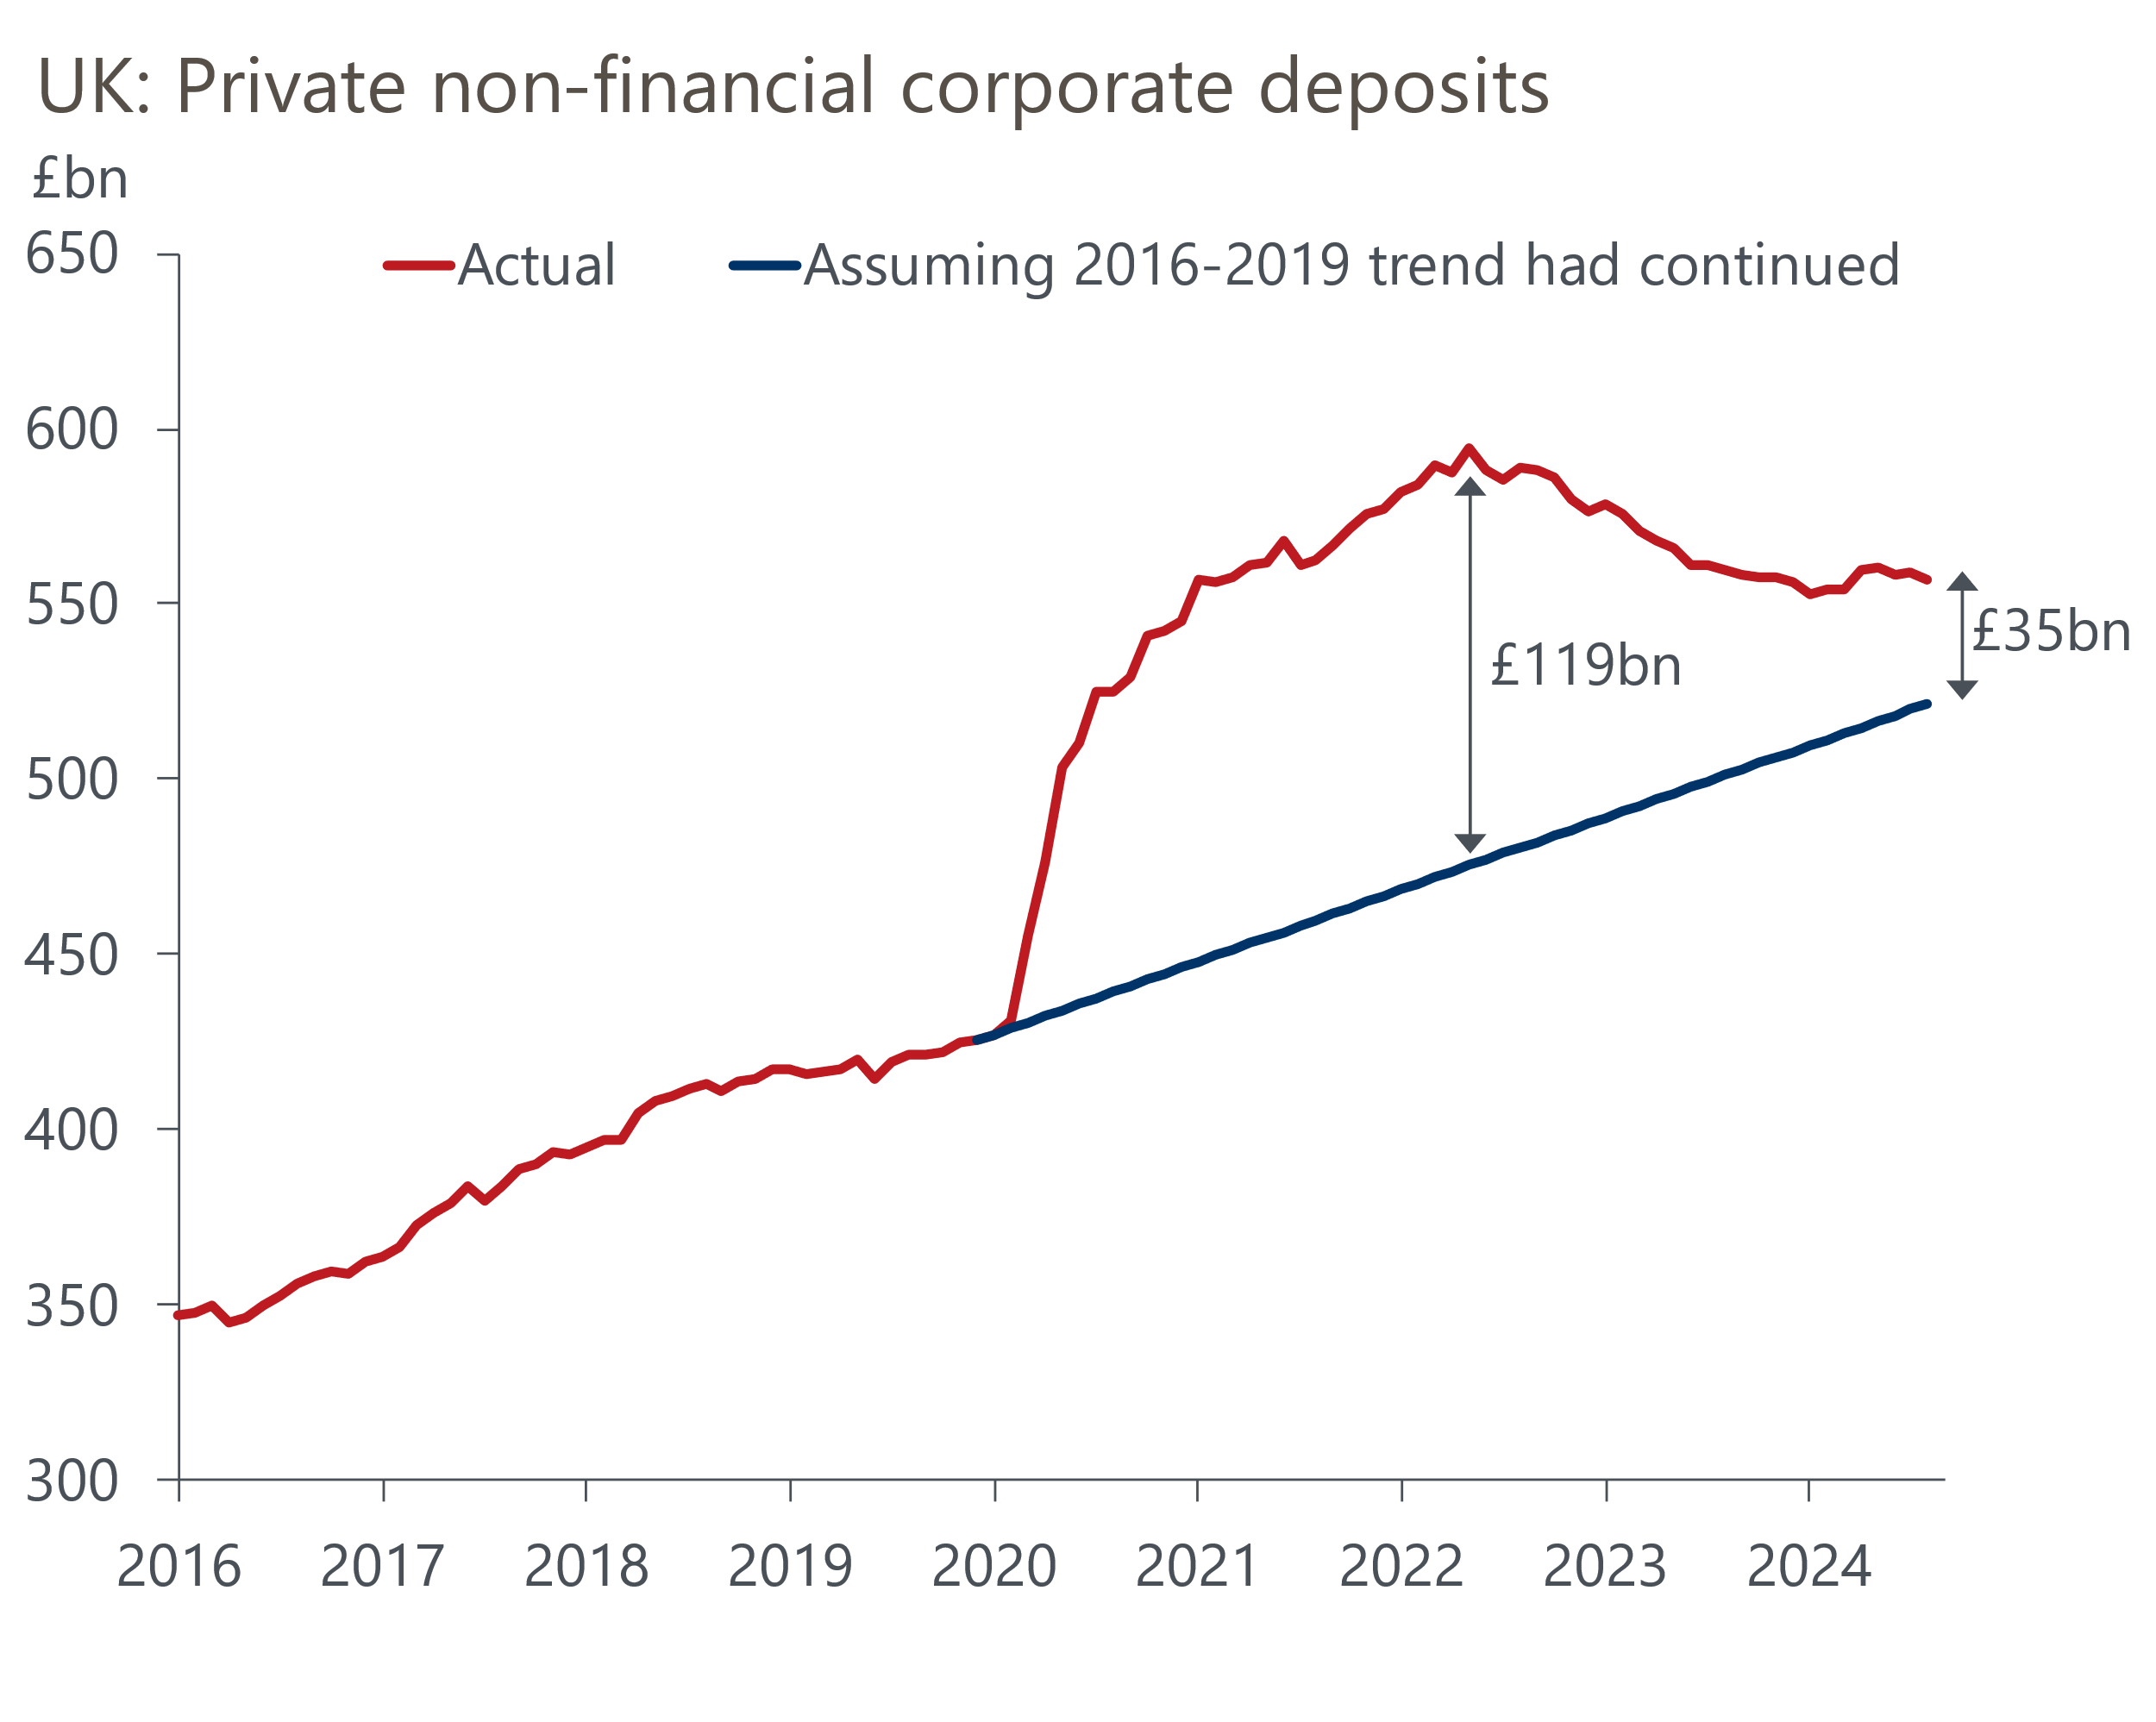 UK: Private non-financial corporate deposits
£bn
650
Actual
Assuming 2016-2019 trend had continued
600
550
£35bn
£119bn
500
450
400
350
300
2016 2017 2018 2019 2020 2021 2022 2023 2024